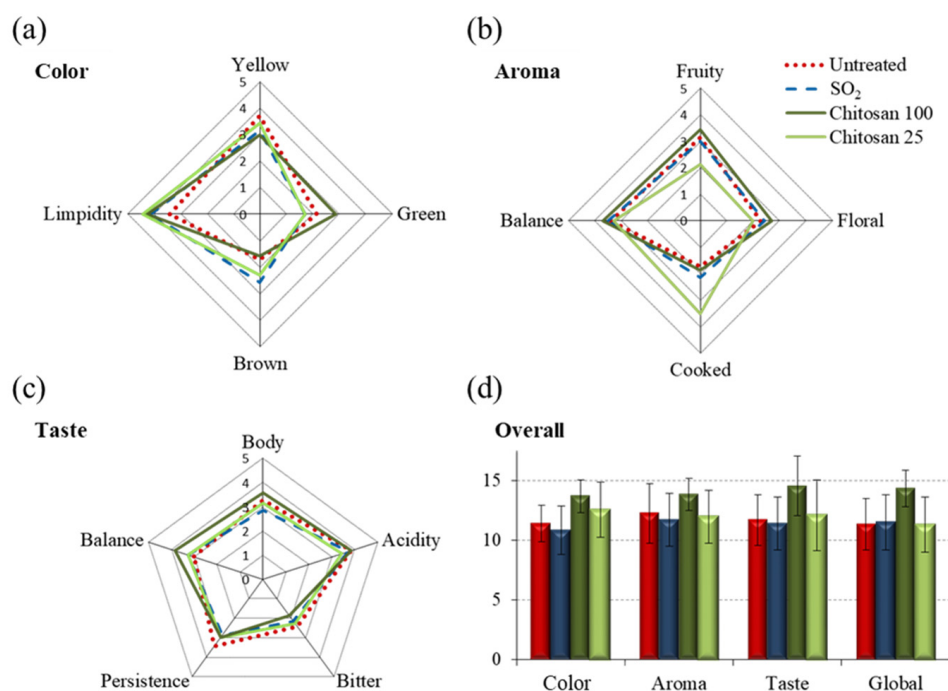 (a)
Color
Yellow
5
4
3
2
1
0
Limpidity
Green
Brown
(b)
Aroma
Fruity
5
4
3
2
1
0
Balance
Floral
Cooked
Untreated
SO₂
Chitosan 100
Chitosan 25
(c)
Taste
Body
5
4
3
2
1
0
Balance
Acidity
Persistence
Bitter
(d)
Overall
15
10
5
0
Color Aroma Taste Global